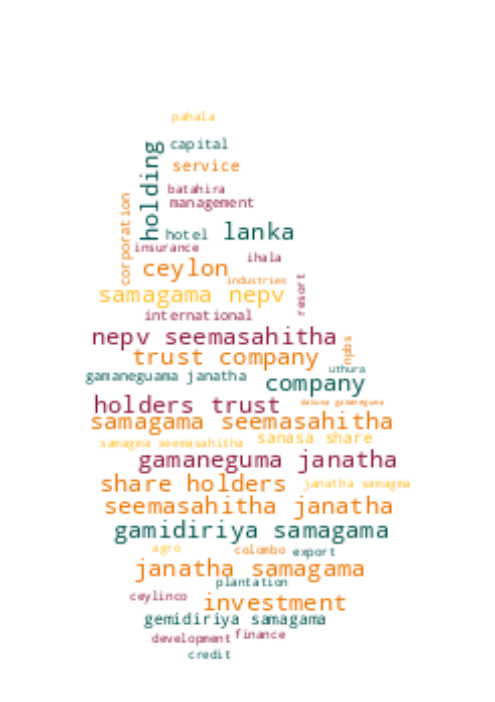 pahala
capital
holding
service
batahira
management
corporation
hotel
lanka
insurance
ihala
ceylon
industries
resort
samagama nepv
international
nepv seemasahitha
npbs
trust company
uthura
gamaneguama janatha
company
holders trust
dakuna gamaneguma
samagama seemasahitha
sanasa share
samagma seemasahitha
gamaneguma janatha
share holders
janatha samagma
seemasahitha janatha
gamidiriya samagama
agro
colombo
export
janatha samagama
plantation
ceylinco
investment
gemidiriya samagama
development
finance
credit